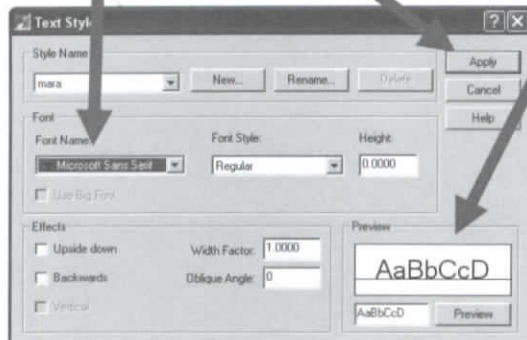 Text Style
Style Name
mara
New...
Rename...
Delete
Apply
Cancel
Help
Font
Font Name:
Font Style:
Height:
Microsoft Sans Serif
Regular
0.0000
Use Big Font
Effects
Upside down
Width Factor:
1.0000
Backwards
Oblique Angle:
0
Vertical
Preview
AaBbCcD
AaBbCcD
Preview